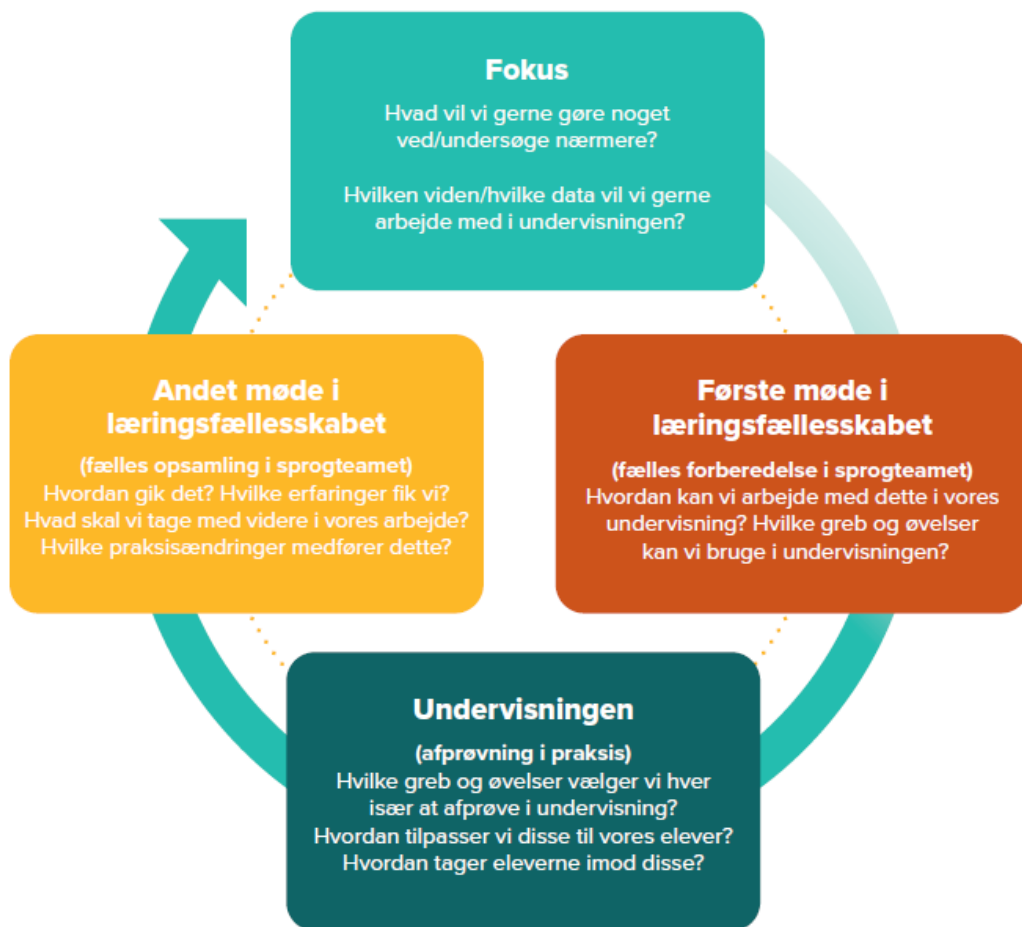 Fokus
Hvad vil vi gerne gøre noget
ved/undersøge nærmere?
Hvilken viden/hvilke data vil vi gerne
arbejde med i undervisningen?
Første møde i
læringsfællesskabet
(fælles forberedelse i sprogteamet)
Hvordan kan vi arbejde med dette i vores
undervisning? Hvilke greb og øvelser
kan vi bruge i undervisningen?
Undervisningen
(afprøvning i praksis)
Hvilke greb og øvelser vælger vi hver
især at afprøve i undervisning?
Hvordan tilpasser vi disse til vores elever?
Hvordan tager eleverne imod disse?
Andet møde i
læringsfællesskabet
(fælles opsamling i sprogteamet)
Hvordan gik det? Hvilke erfaringer fik vi?
Hvad skal vi tage med videre i vores arbejde?
Hvilke praksisændringer medfører dette?